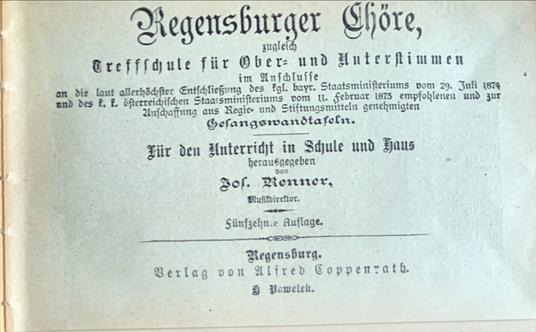 Regensburger Chöre,
zugleich
Treffschule für Ober- und Unterstimmen
im Anschlusse
an die laut allerhöchster Entschließung des kgl. bayr. Staatsministeriums vom 29. Juli 1874
und des k. k. österreichischen Staatsministeriums vom 11. Februar 1875 empfohlenen und zur
Anschaffung aus Regie- und Stiftungsmitteln genehmigten
Gesangswandtafeln.
Für den Unterricht in Schule und Haus
herausgegeben
von
Jos. Renner,
Musikdirektor.
Fünfzehnte Auflage.
Regensburg.
Verlag von Alfred Coppenrath.
H Pawelek.